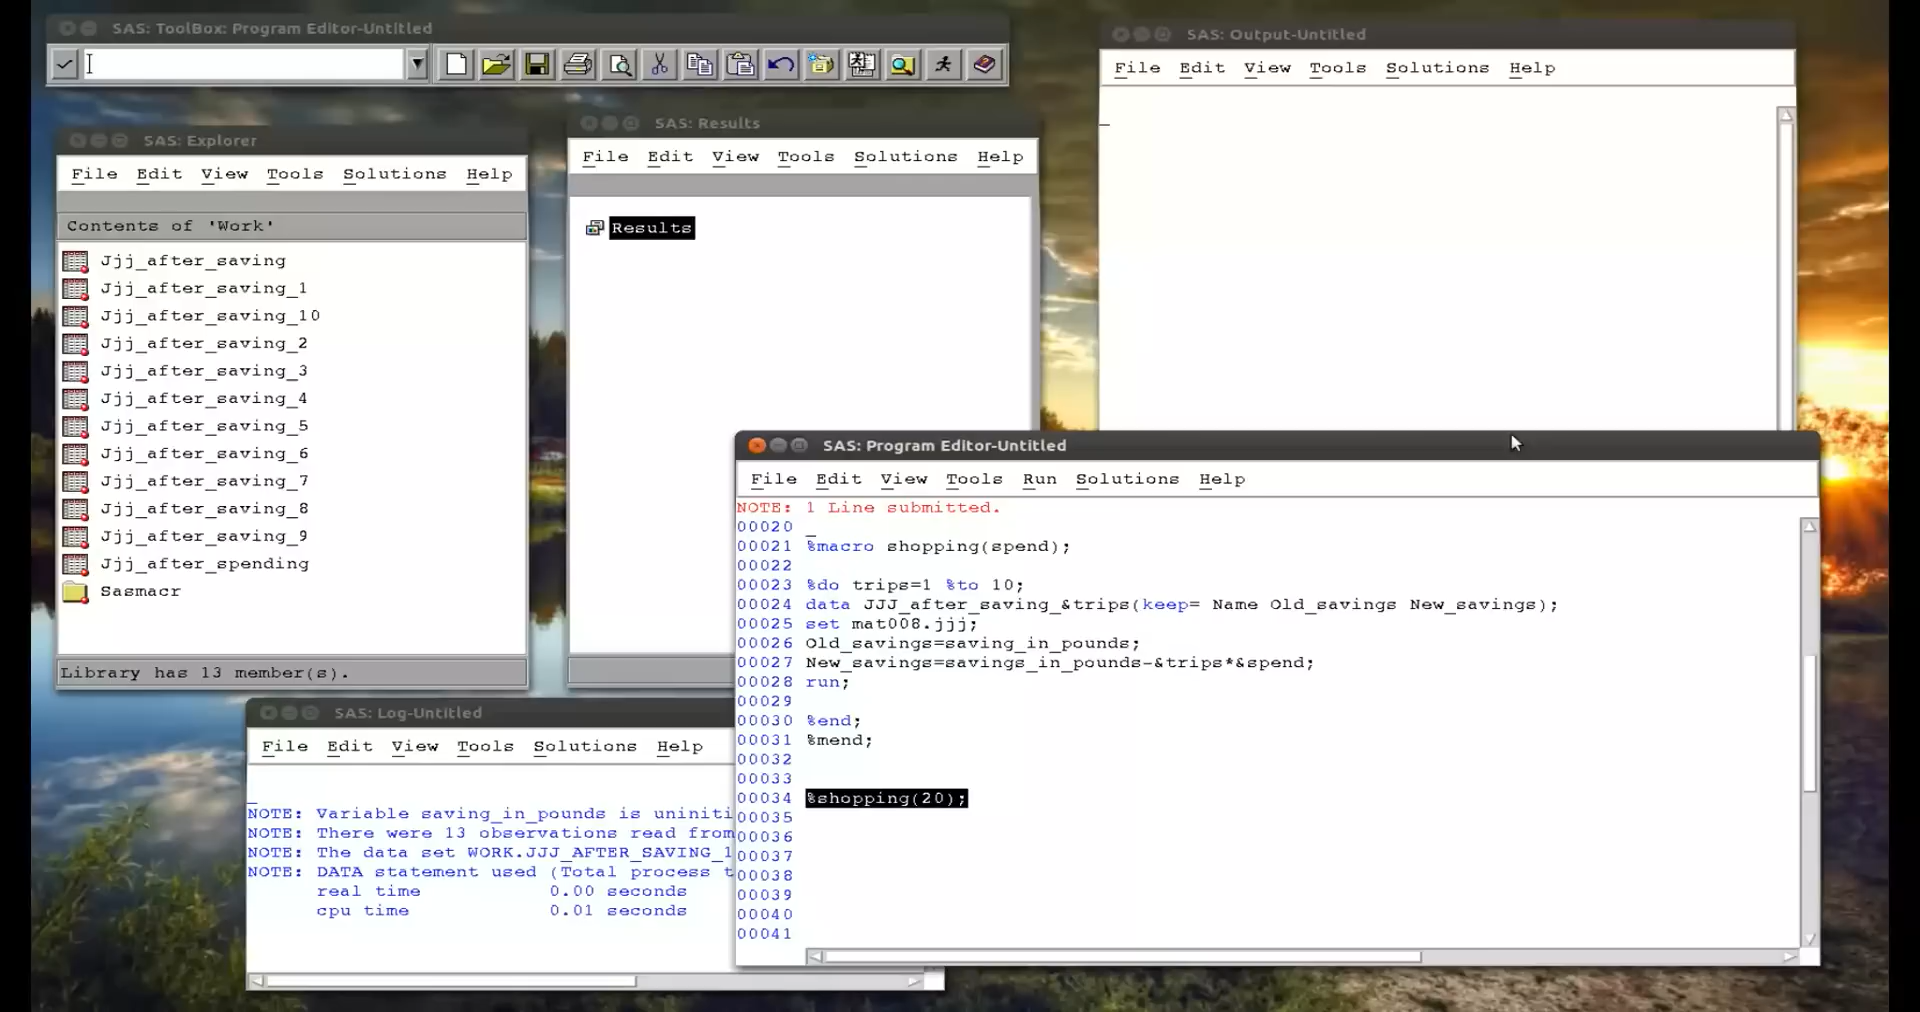 SAS: ToolBox: Program Editor-Untitled
SAS: Output-Untitled
File Edit View Tools Solutions Help
SAS: Explorer
File Edit View Tools Solutions Help
Contents of 'Work'
Jjj_after_saving
Jjj_after_saving_1
Jjj_after_saving_10
Jjj_after_saving_2
Jjj_after_saving_3
Jjj_after_saving_4
Jjj_after_saving_5
Jjj_after_saving_6
Jjj_after_saving_7
Jjj_after_saving_8
Jjj_after_saving_9
Jjj_after_spending
Sasmacr
Library has 13 member(s).
SAS: Results
File Edit View Tools Solutions Help
Results
SAS: Program Editor-Untitled
File Edit View Tools Run Solutions Help
NOTE: 1 Line submitted.
00020
00021 %macro shopping(spend);
00022
00023 %do trips=1 %to 10;
00024 data JJJ_after_saving_&trips(keep= Name Old_savings New_savings);
00025 set mat008.jjj;
00026 Old_savings=saving_in_pounds;
00027 New_savings=savings_in_pounds-&trips*&spend;
00028 run;
00029
00030 %end;
00031 %mend;
00032
00033
00034 %shopping(20);
00035
00036
00037
00038
00039
00040
00041
SAS: Log-Untitled
File Edit View Tools Solutions Help
NOTE: Variable saving_in_pounds is uniniti
NOTE: There were 13 observations read from
NOTE: The data set WORK.JJJ_AFTER_SAVING_1
NOTE: DATA statement used (Total process t
real time 0.00 seconds
cpu time 0.01 seconds